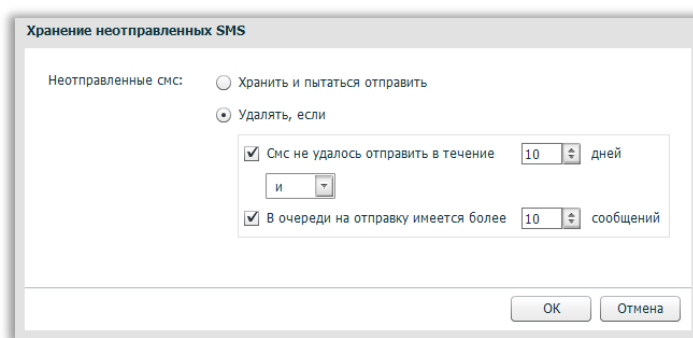 Хранение неотправленных SMS
Неотправленные смс: Хранить и пытаться отправить
Удалять, если
Смс не удалось отправить в течение 10 дней
и
В очереди на отправку имеется более 10 сообщений
ОК Отмена